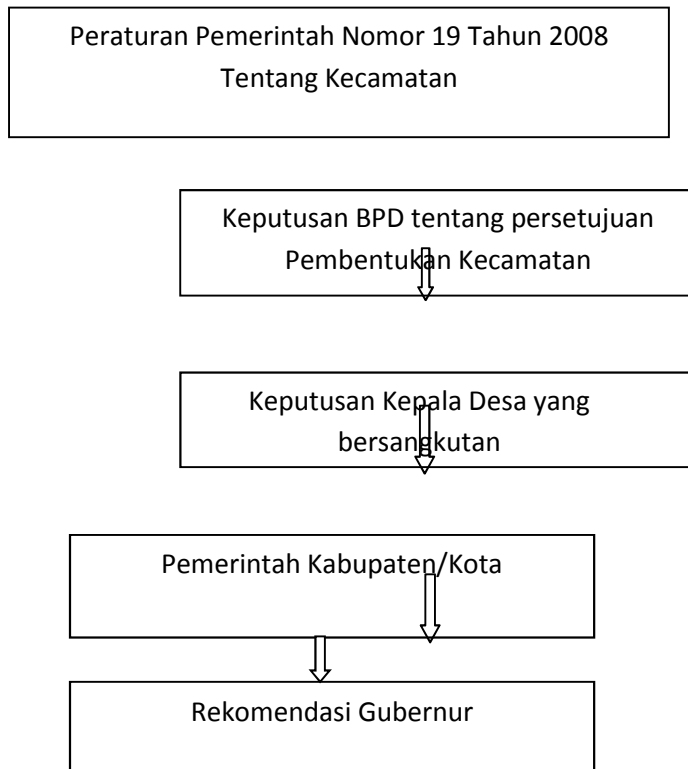 Peraturan Pemerintah Nomor 19 Tahun 2008
Tentang Kecamatan
Keputusan BPD tentang persetujuan
Pembentukan Kecamatan
Keputusan Kepala Desa yang
bersangkutan
Pemerintah Kabupaten/Kota
Rekomendasi Gubernur